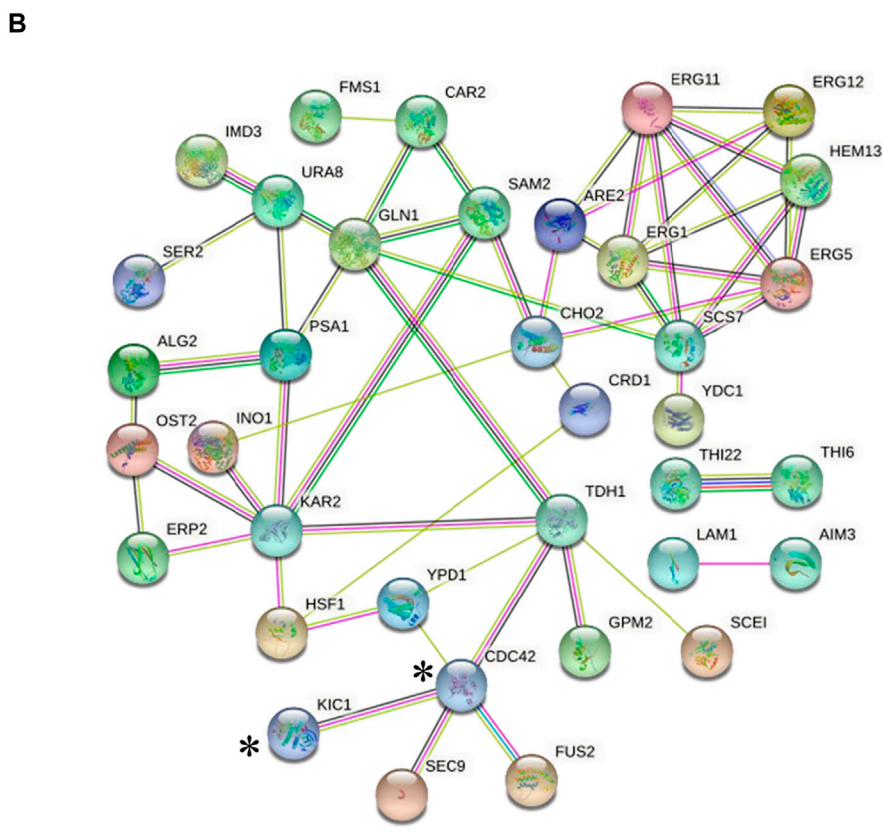 B
FMS1
CAR2
ERG11
ERG12
IMD3
HEM13
URA8
SAM2
ARE2
GLN1
ERG1
SER2
ERG5
CHO2
SCS7
PSA1
ALG2
CRD1
YDC1
OST2
INO1
THI22
THI6
KAR2
TDH1
ERP2
LAM1
AIM3
HSF1
YPD1
GPM2
SCEI
CDC42
*
KIC1
*
SEC9
FUS2